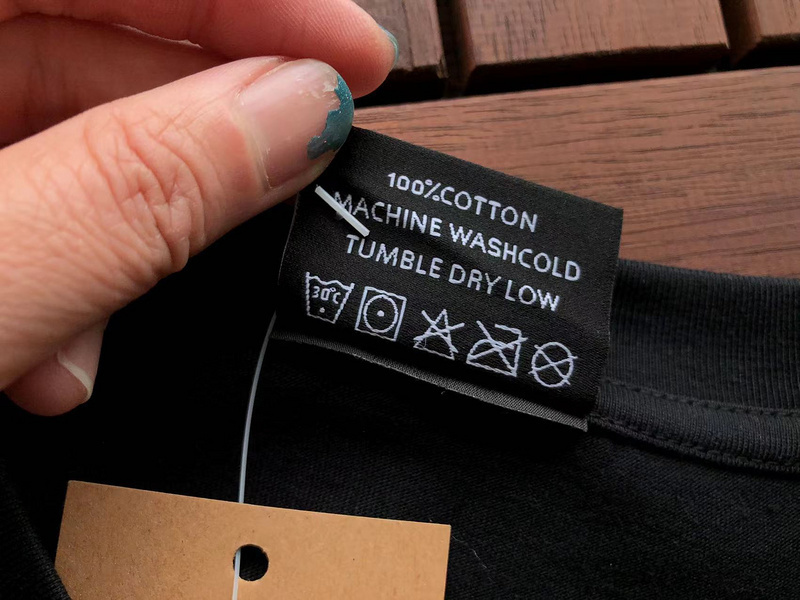 100%COTTON
MACHINE WASHCOLD
TUMBLE DRY LOW
30°C